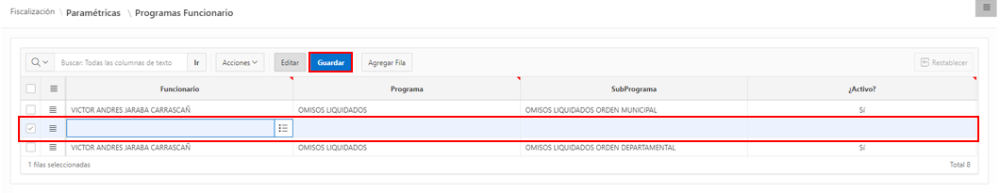 Fiscalización \ Paramétricas \ Programas Funcionario
Buscar: Todas las columnas de texto Ir Acciones Editar Guardar Agregar Fila Restablecer
Funcionario Programa SubPrograma ¿Activo?
VICTOR ANDRES JARABA CARRASCAÑ OMISOS LIQUIDADOS OMISOS LIQUIDADOS ORDEN MUNICIPAL Sí
VICTOR ANDRES JARABA CARRASCAÑ OMISOS LIQUIDADOS OMISOS LIQUIDADOS ORDEN DEPARTAMENTAL Sí
1 filas seleccionadas Total 8